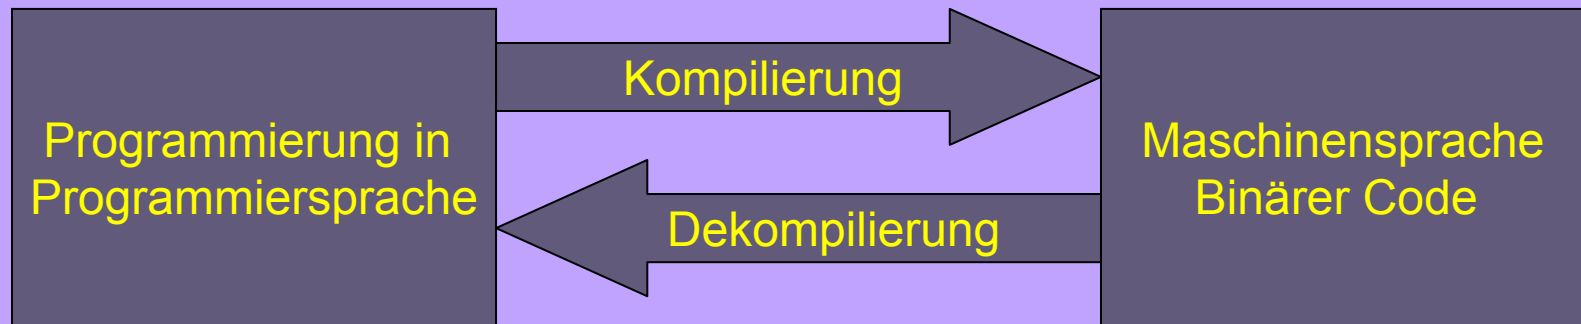 Programmierung in
Programmiersprache
Kompilierung
Dekompilierung
Maschinensprache
Binärer Code